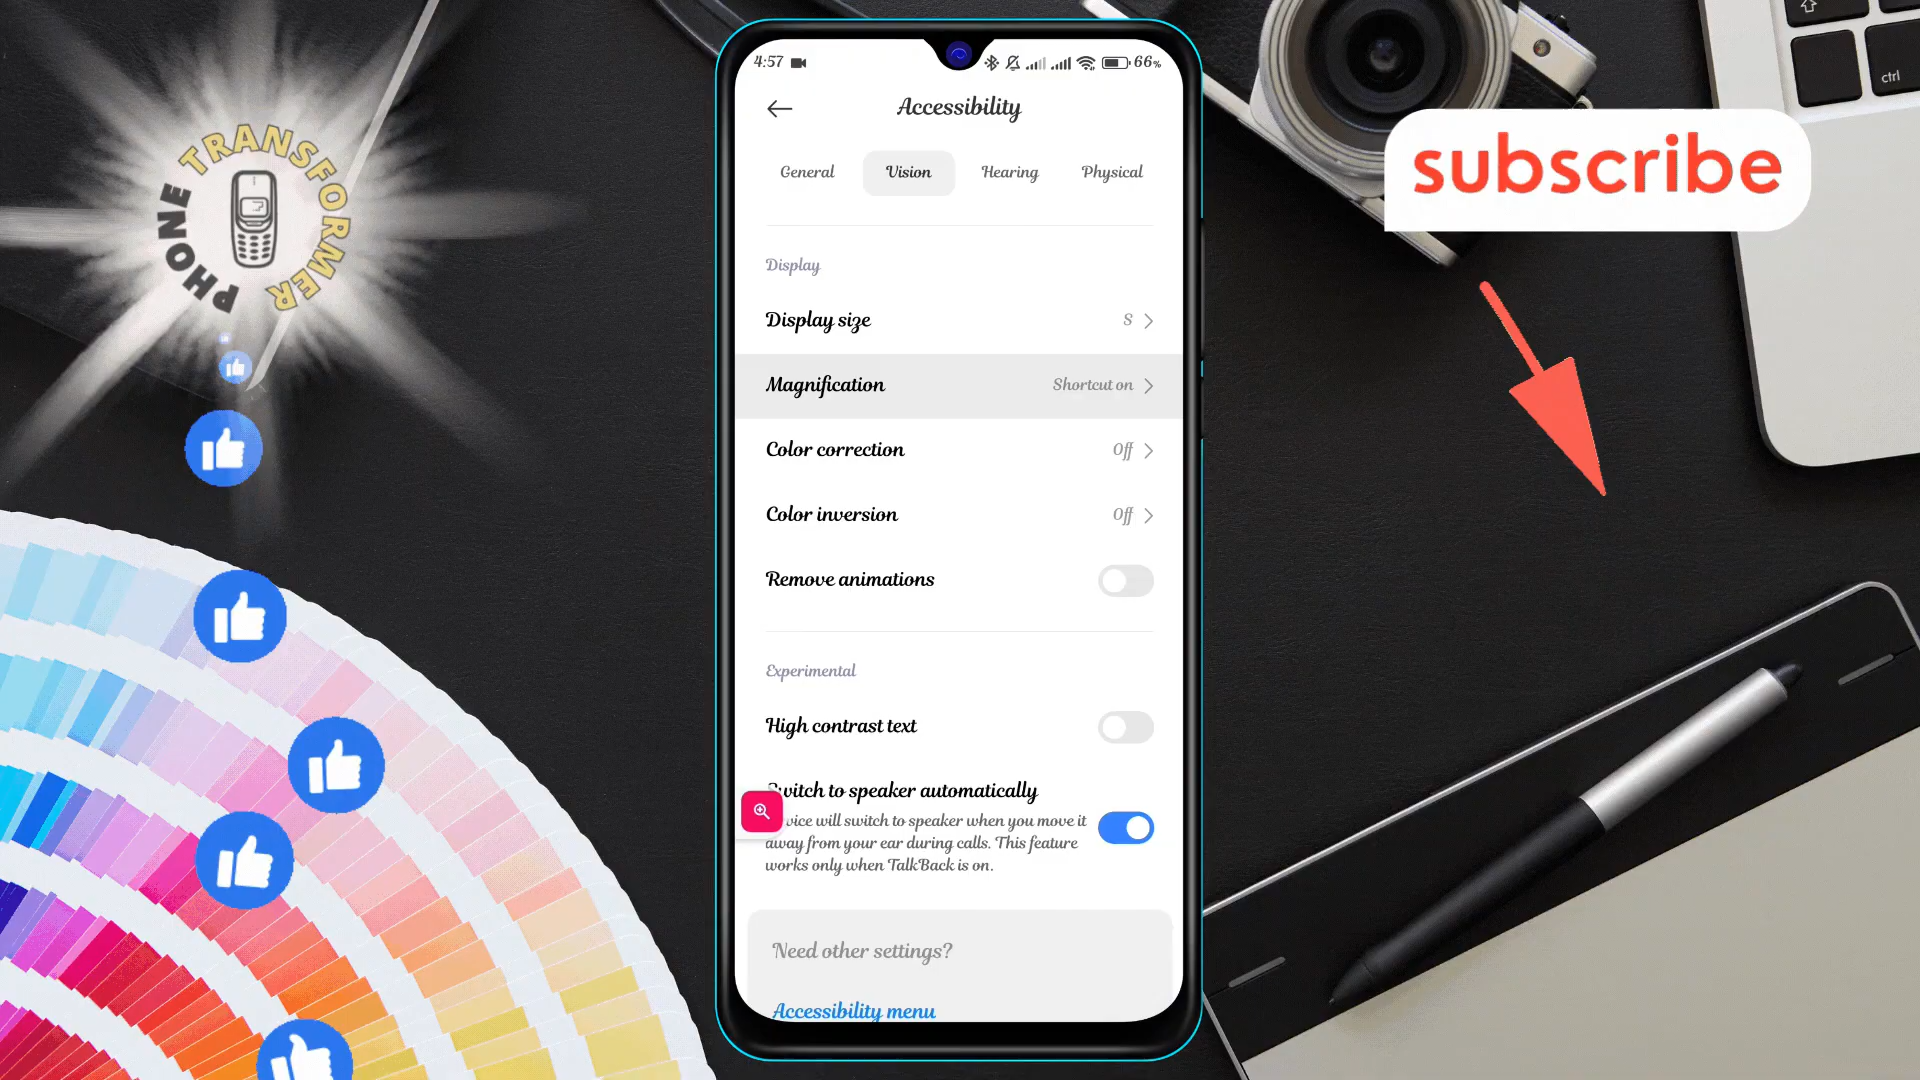 PHONE TRANSFORMER
4:57
66%
Accessibility
General
Vision
Hearing
Physical
subscribe
ctrl
Display
Display size
S
Magnification
Shortcut on
Color correction
Off
Color inversion
Off
Remove animations
Experimental
High contrast text
Switch to speaker automatically
vice will switch to speaker when you move it
away from your ear during calls. This feature
works only when TalkBack is on.
Need other settings?
Accessibility menu